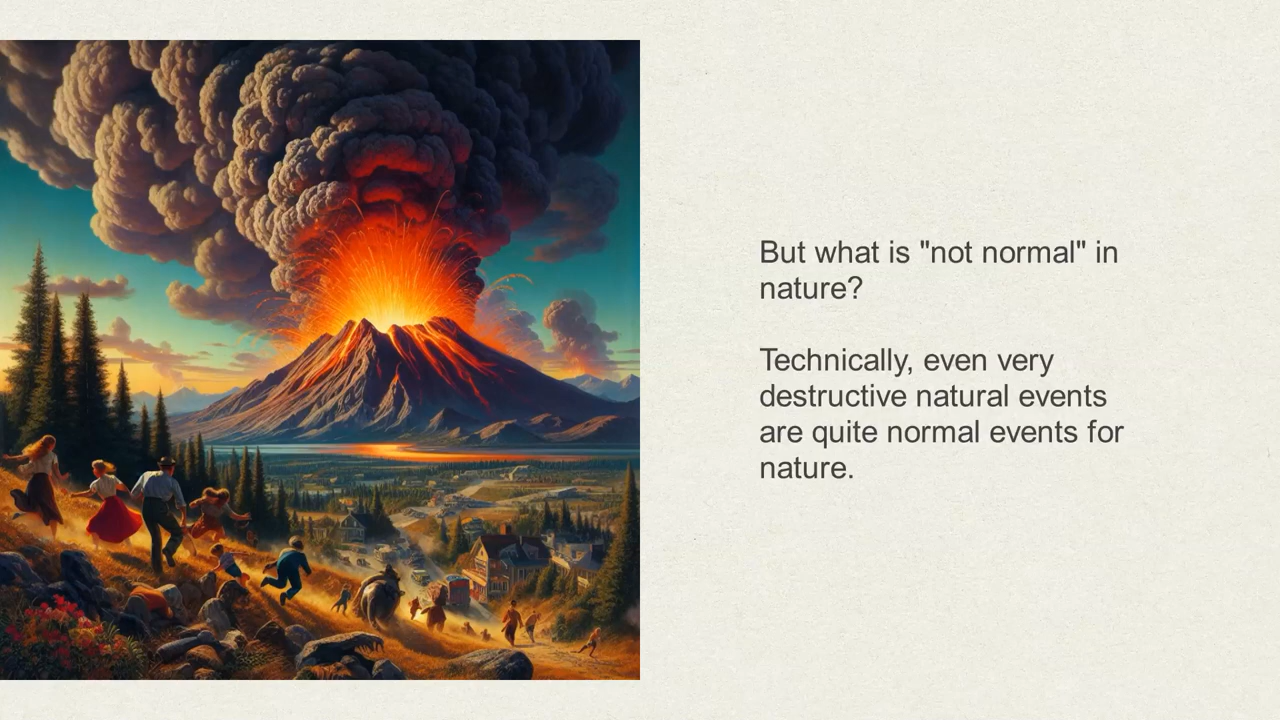 But what is "not normal" in
nature?
Technically, even very
destructive natural events
are quite normal events for
nature.